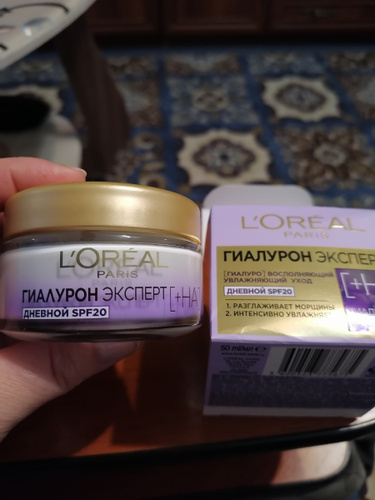 L'ORÉAL
PARIS
ГИАЛУРОН ЭКСПЕРТ [+HA]
ДНЕВНОЙ SPF20
L'ORÉAL
PARIS
ГИАЛУРОН ЭКСПЕР
[ГИАЛУРО] ВОСПОЛНЯЮЩИЙ
УВЛАЖНЯЮЩИЙ УХОД
ДНЕВНОЙ SPF20
1. РАЗГЛАЖИВАЕТ МОРЩИНЫ
2. ИНТЕНСИВНО УВЛАЖНЯЕТ
[+H